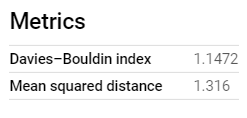 Metrics
Davies–Bouldin index 1.1472
Mean squared distance 1.316